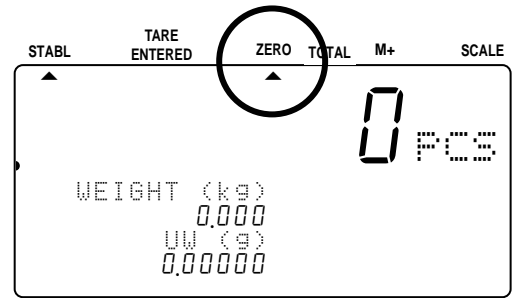 STABL TARE ENTERED ZERO TOTAL M+ SCALE
0 PCS
WEIGHT (kg)
0.000
UW (g)
0.00000